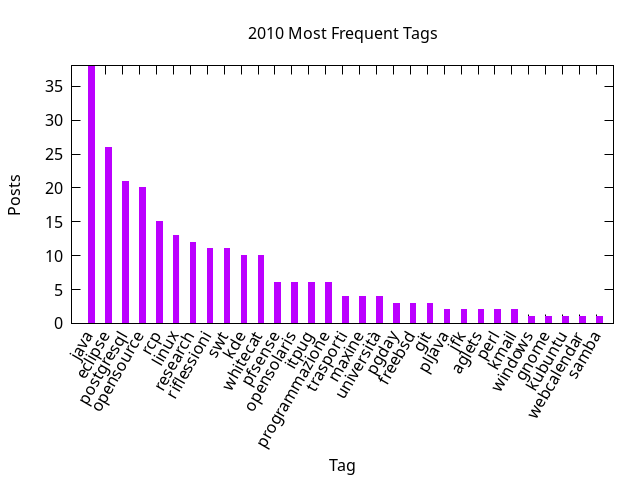 2010 Most Frequent Tags
Posts
35
30
25
20
15
10
5
0
java
eclipse
postgresql
opensource
rcp
linux
research
riflessioni
swt
kde
whitecat
pfsense
opensolaris
itpug
programmazione
trasporti
maxine
università
pgday
freebsd
git
pljava
jfk
aglets
perl
kmail
windows
gnome
kubuntu
webcalendar
samba
Tag